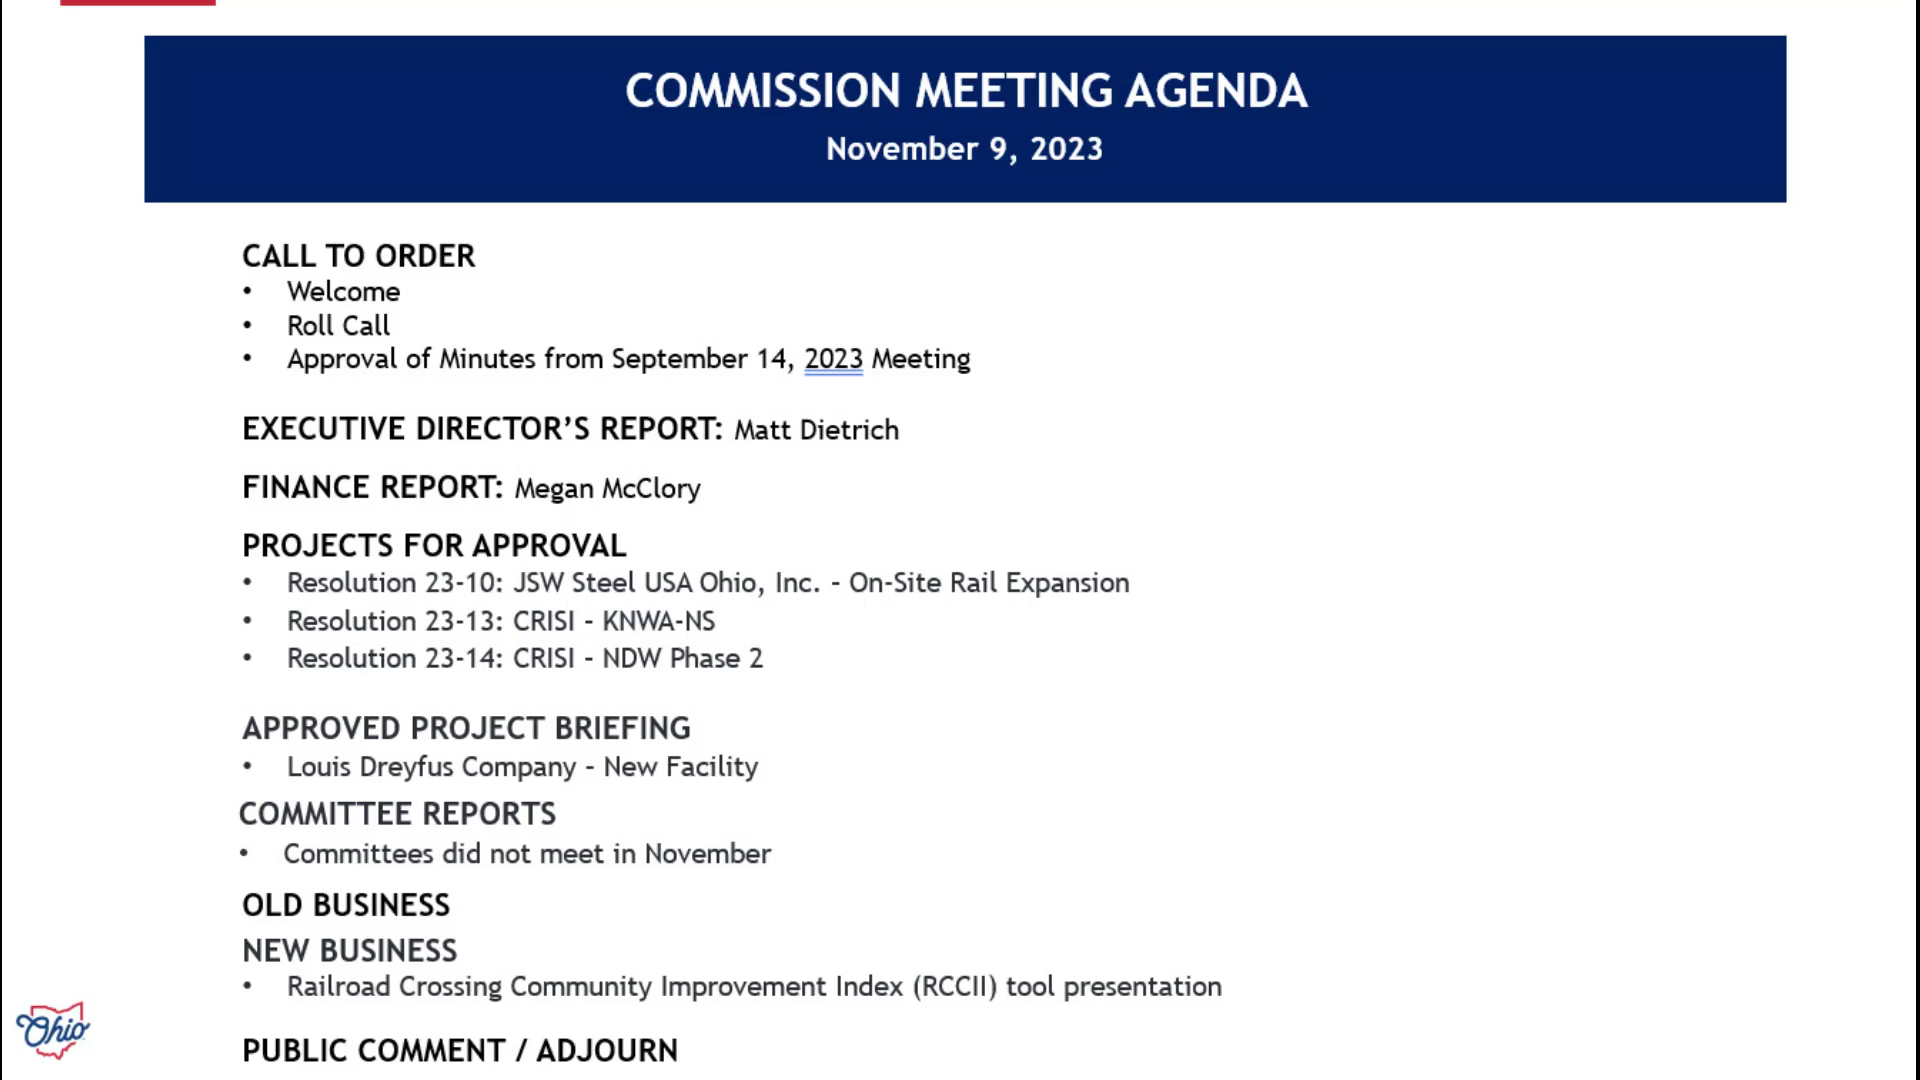 COMMISSION MEETING AGENDA
November 9, 2023
CALL TO ORDER
• Welcome
• Roll Call
• Approval of Minutes from September 14, 2023 Meeting
EXECUTIVE DIRECTOR’S REPORT: Matt Dietrich
FINANCE REPORT: Megan McClory
PROJECTS FOR APPROVAL
• Resolution 23-10: JSW Steel USA Ohio, Inc. - On-Site Rail Expansion
• Resolution 23-13: CRISI - KNWA-NS
• Resolution 23-14: CRISI - NDW Phase 2
APPROVED PROJECT BRIEFING
• Louis Dreyfus Company - New Facility
COMMITTEE REPORTS
• Committees did not meet in November
OLD BUSINESS
NEW BUSINESS
• Railroad Crossing Community Improvement Index (RCCII) tool presentation
Ohio
PUBLIC COMMENT / ADJOURN